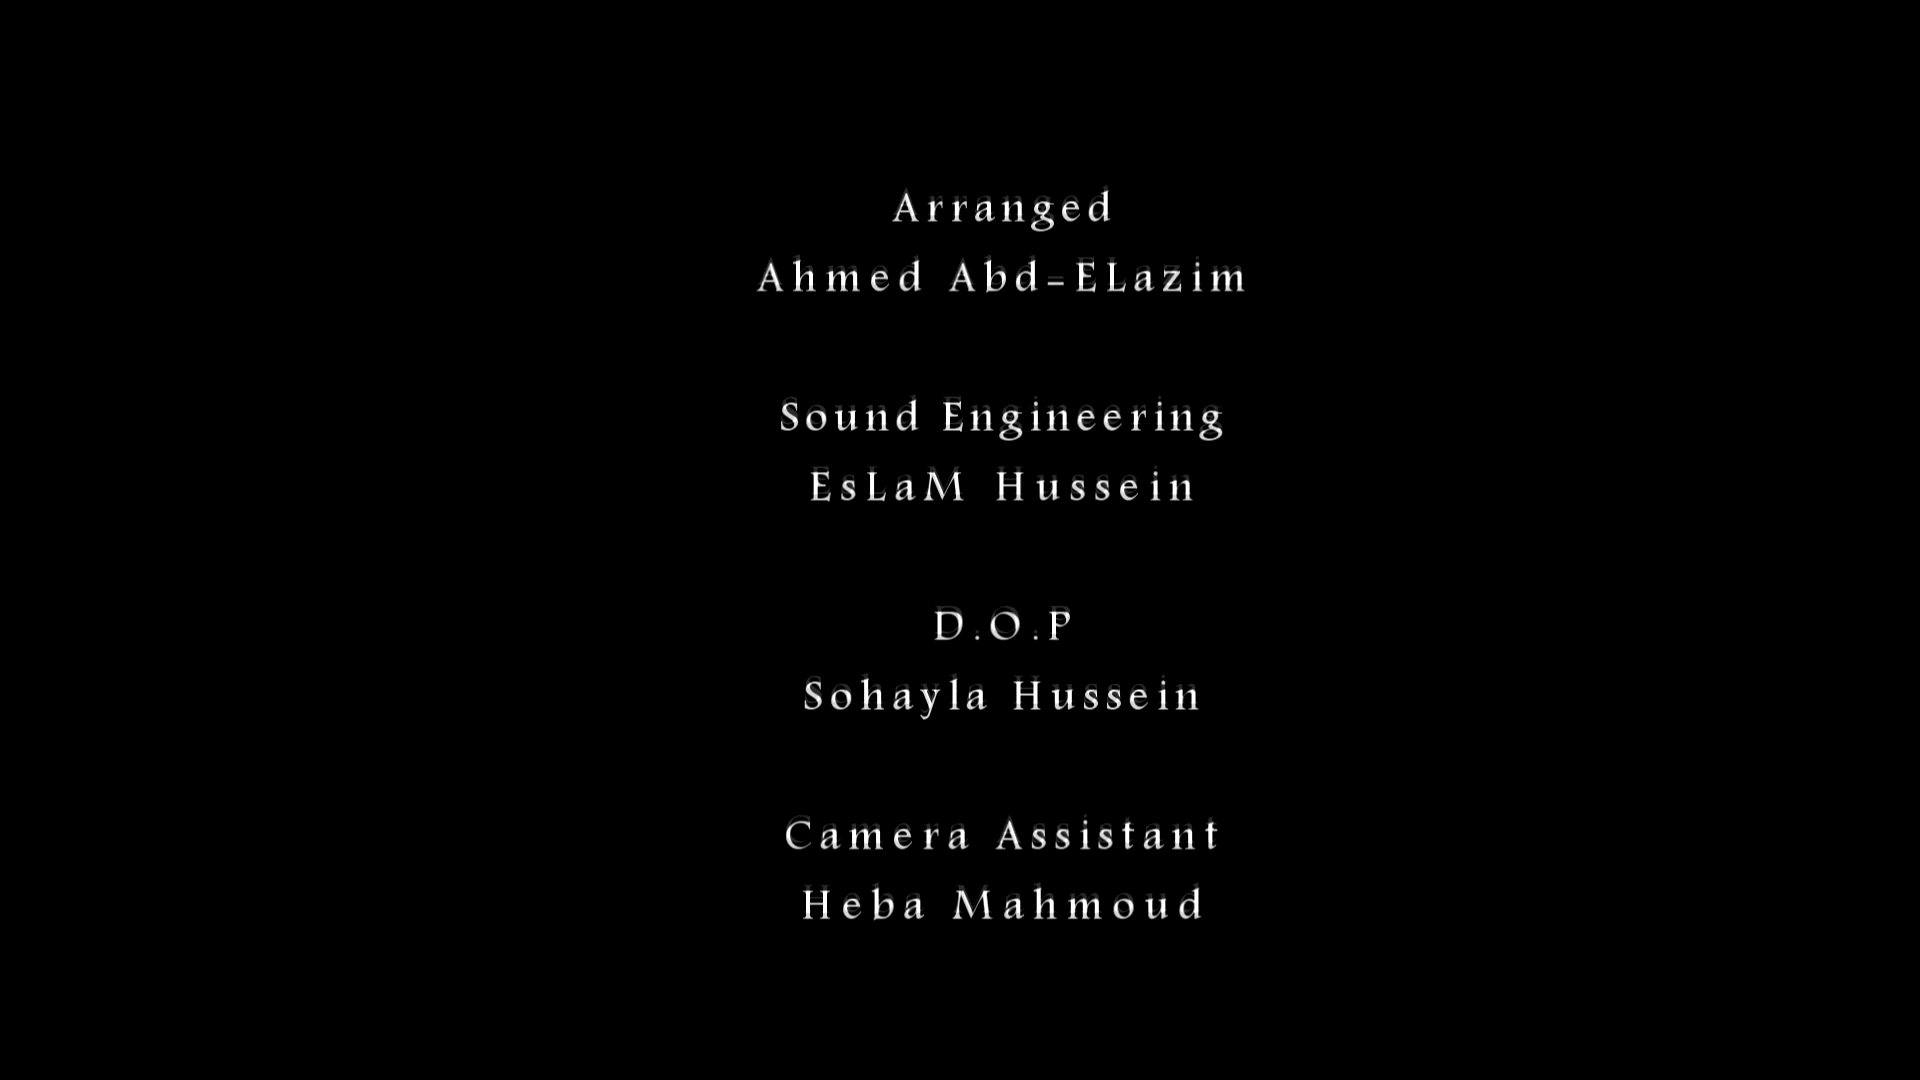 Arranged
Ahmed Abd-ELazim
Sound Engineering
EsLaM Hussein
D.O.P
Sohayla Hussein
Camera Assistant
Heba Mahmoud